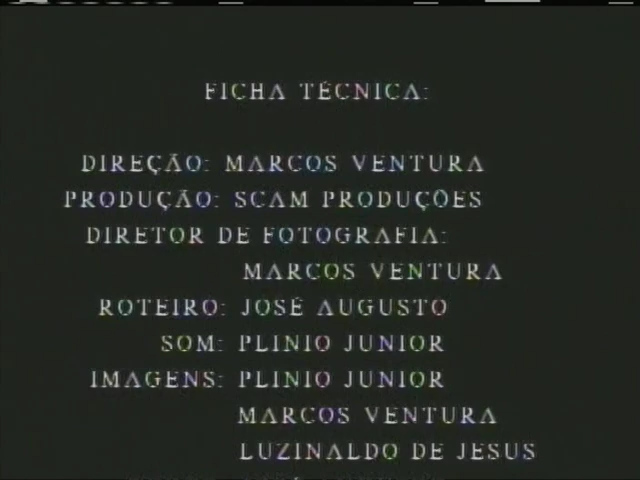 FICHA TÉCNICA:
DIREÇÃO: MARCOS VENTURA
PRODUÇÃO: SCAM PRODUÇÕES
DIRETOR DE FOTOGRAFIA:
MARCOS VENTURA
ROTEIRO: JOSÉ AUGUSTO
SOM: PLINIO JUNIOR
IMAGENS: PLINIO JUNIOR
MARCOS VENTURA
LUZINALDO DE JESUS